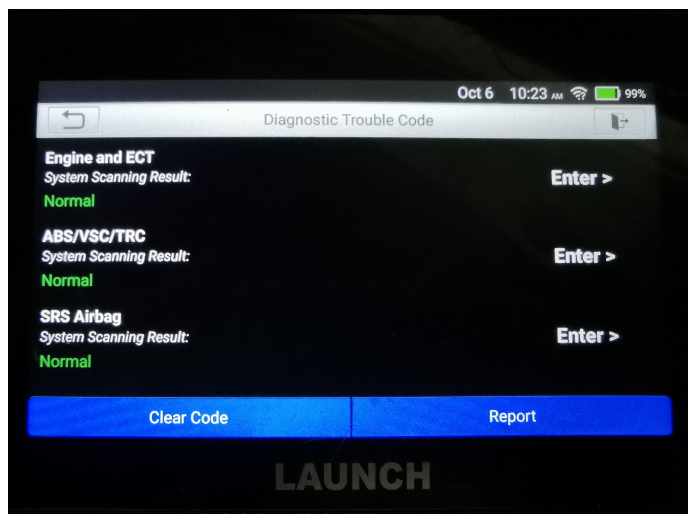 Oct 6 10:23 AM 99%
Diagnostic Trouble Code
Engine and ECT
System Scanning Result:
Enter >
Normal
ABS/VSC/TRC
System Scanning Result:
Enter >
Normal
SRS Airbag
System Scanning Result:
Enter >
Normal
Clear Code
Report
LAUNCH